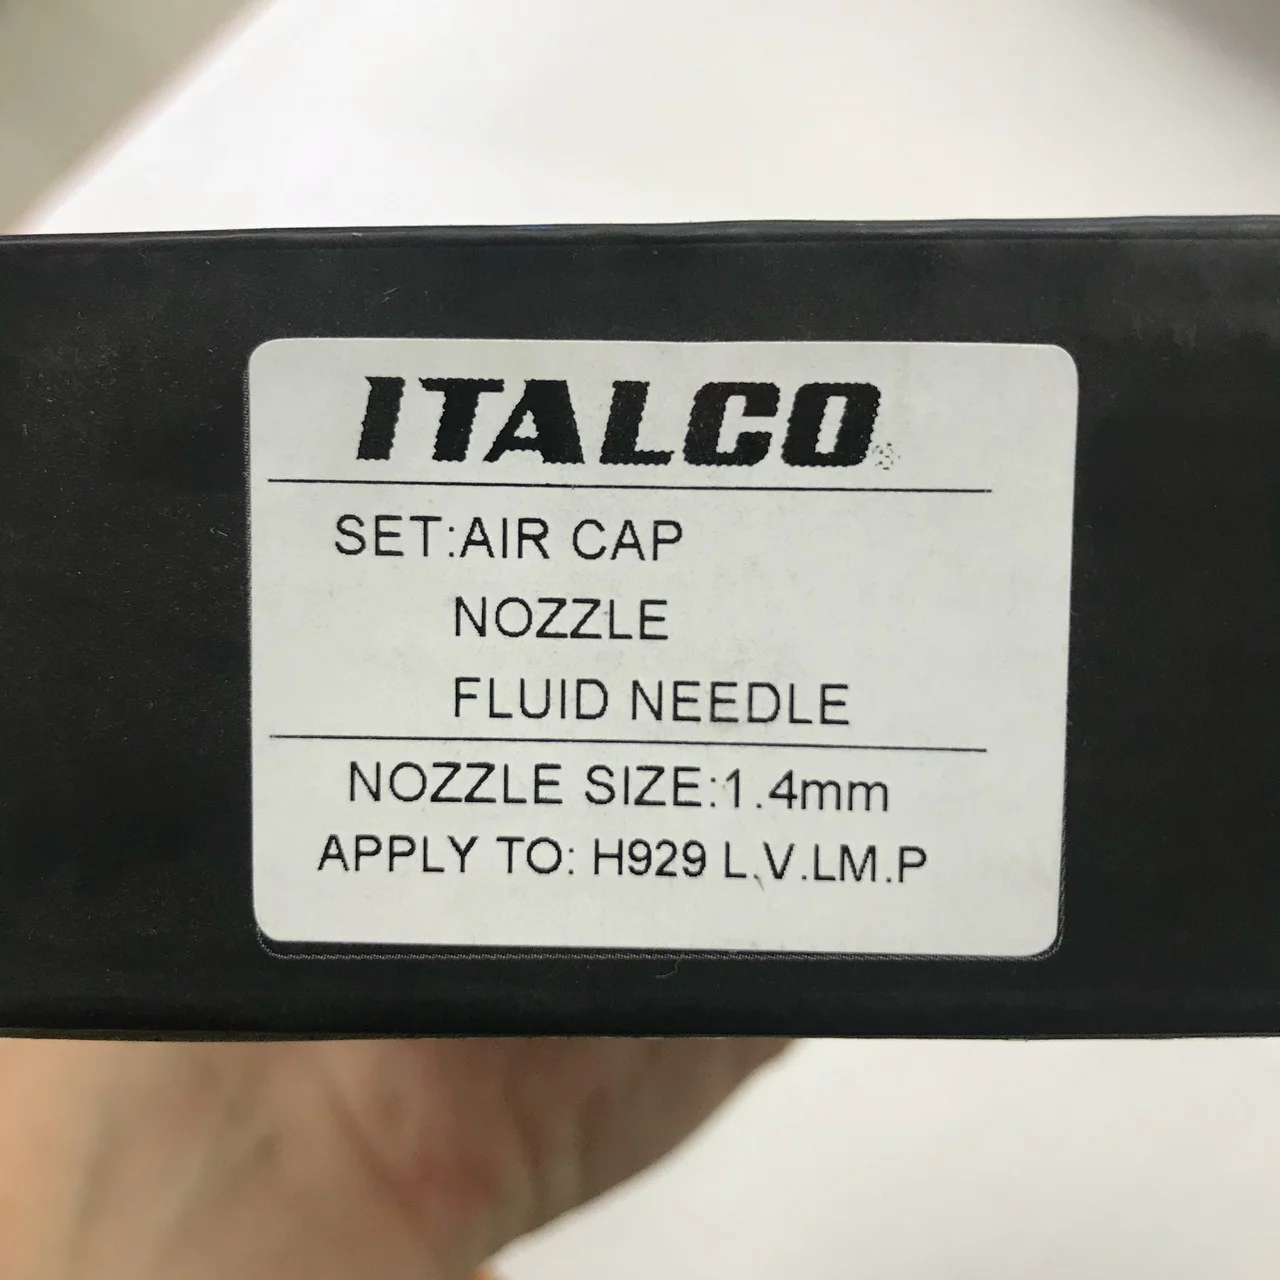 ITALCO®
SET:AIR CAP
NOZZLE
FLUID NEEDLE
NOZZLE SIZE:1.4mm
APPLY TO: H929 L.V.LM.P